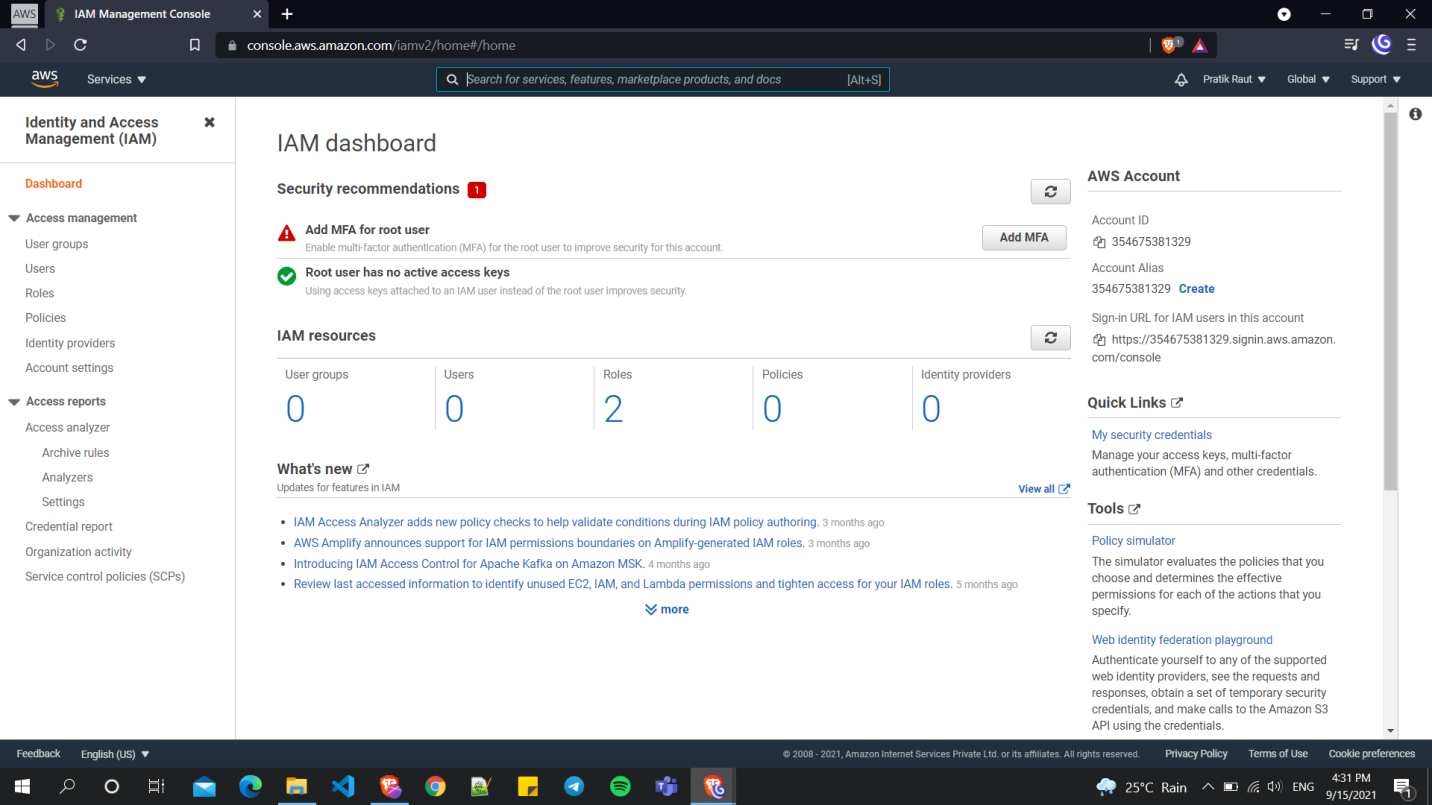 AWS
IAM Management Console
console.aws.amazon.com/iamv2/home#/home
1
aws
Services
Search for services, features, marketplace products, and docs
[Alt+S]
Pratik Raut
Global
Support
Identity and Access
Management (IAM)
Dashboard
Access management
User groups
Users
Roles
Policies
Identity providers
Account settings
Access reports
Access analyzer
Archive rules
Analyzers
Settings
Credential report
Organization activity
Service control policies (SCPs)
IAM dashboard
Security recommendations 1
Add MFA for root user
Enable multi-factor authentication (MFA) for the root user to improve security for this account.
Add MFA
Root user has no active access keys
Using access keys attached to an IAM user instead of the root user improves security.
IAM resources
User groups
0
Users
0
Roles
2
Policies
0
Identity providers
0
What's new
Updates for features in IAM
View all
IAM Access Analyzer adds new policy checks to help validate conditions during IAM policy authoring. 3 months ago
AWS Amplify announces support for IAM permissions boundaries on Amplify-generated IAM roles. 3 months ago
Introducing IAM Access Control for Apache Kafka on Amazon MSK. 4 months ago
Review last accessed information to identify unused EC2, IAM, and Lambda permissions and tighten access for your IAM roles. 5 months ago
more
AWS Account
Account ID
354675381329
Account Alias
354675381329 Create
Sign-in URL for IAM users in this account
https://354675381329.signin.aws.amazon.
com/console
Quick Links
My security credentials
Manage your access keys, multi-factor
authentication (MFA) and other credentials.
Tools
Policy simulator
The simulator evaluates the policies that you
choose and determines the effective
permissions for each of the actions that you
specify.
Web identity federation playground
Authenticate yourself to any of the supported
web identity providers, see the requests and
responses, obtain a set of temporary security
credentials, and make calls to the Amazon S3
API using the credentials.
Feedback
English (US)
© 2008 - 2021, Amazon Internet Services Private Ltd. or its affiliates. All rights reserved.
Privacy Policy
Terms of Use
Cookie preferences
25°C Rain
ENG
4:31 PM
9/15/2021
1